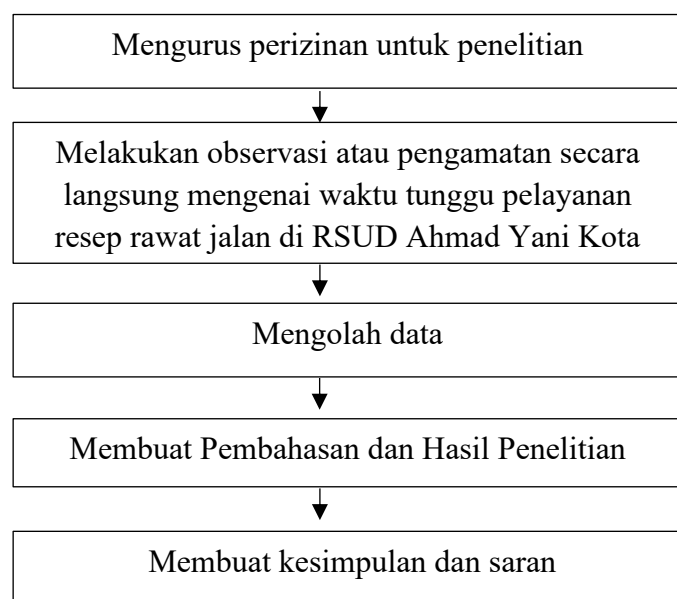 Mengurus perizinan untuk penelitian
Melakukan observasi atau pengamatan secara
langsung mengenai waktu tunggu pelayanan
resep rawat jalan di RSUD Ahmad Yani Kota
Mengolah data
Membuat Pembahasan dan Hasil Penelitian
Membuat kesimpulan dan saran